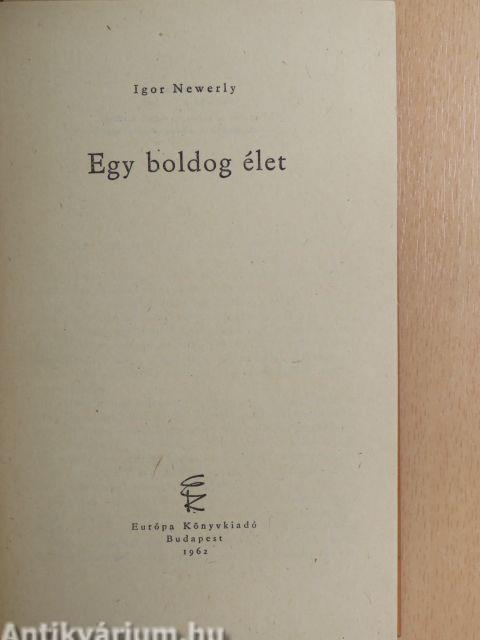 Igor Newerly
Egy boldog élet
Európa Könyvkiadó
Budapest
1962
Antikvárium.hu